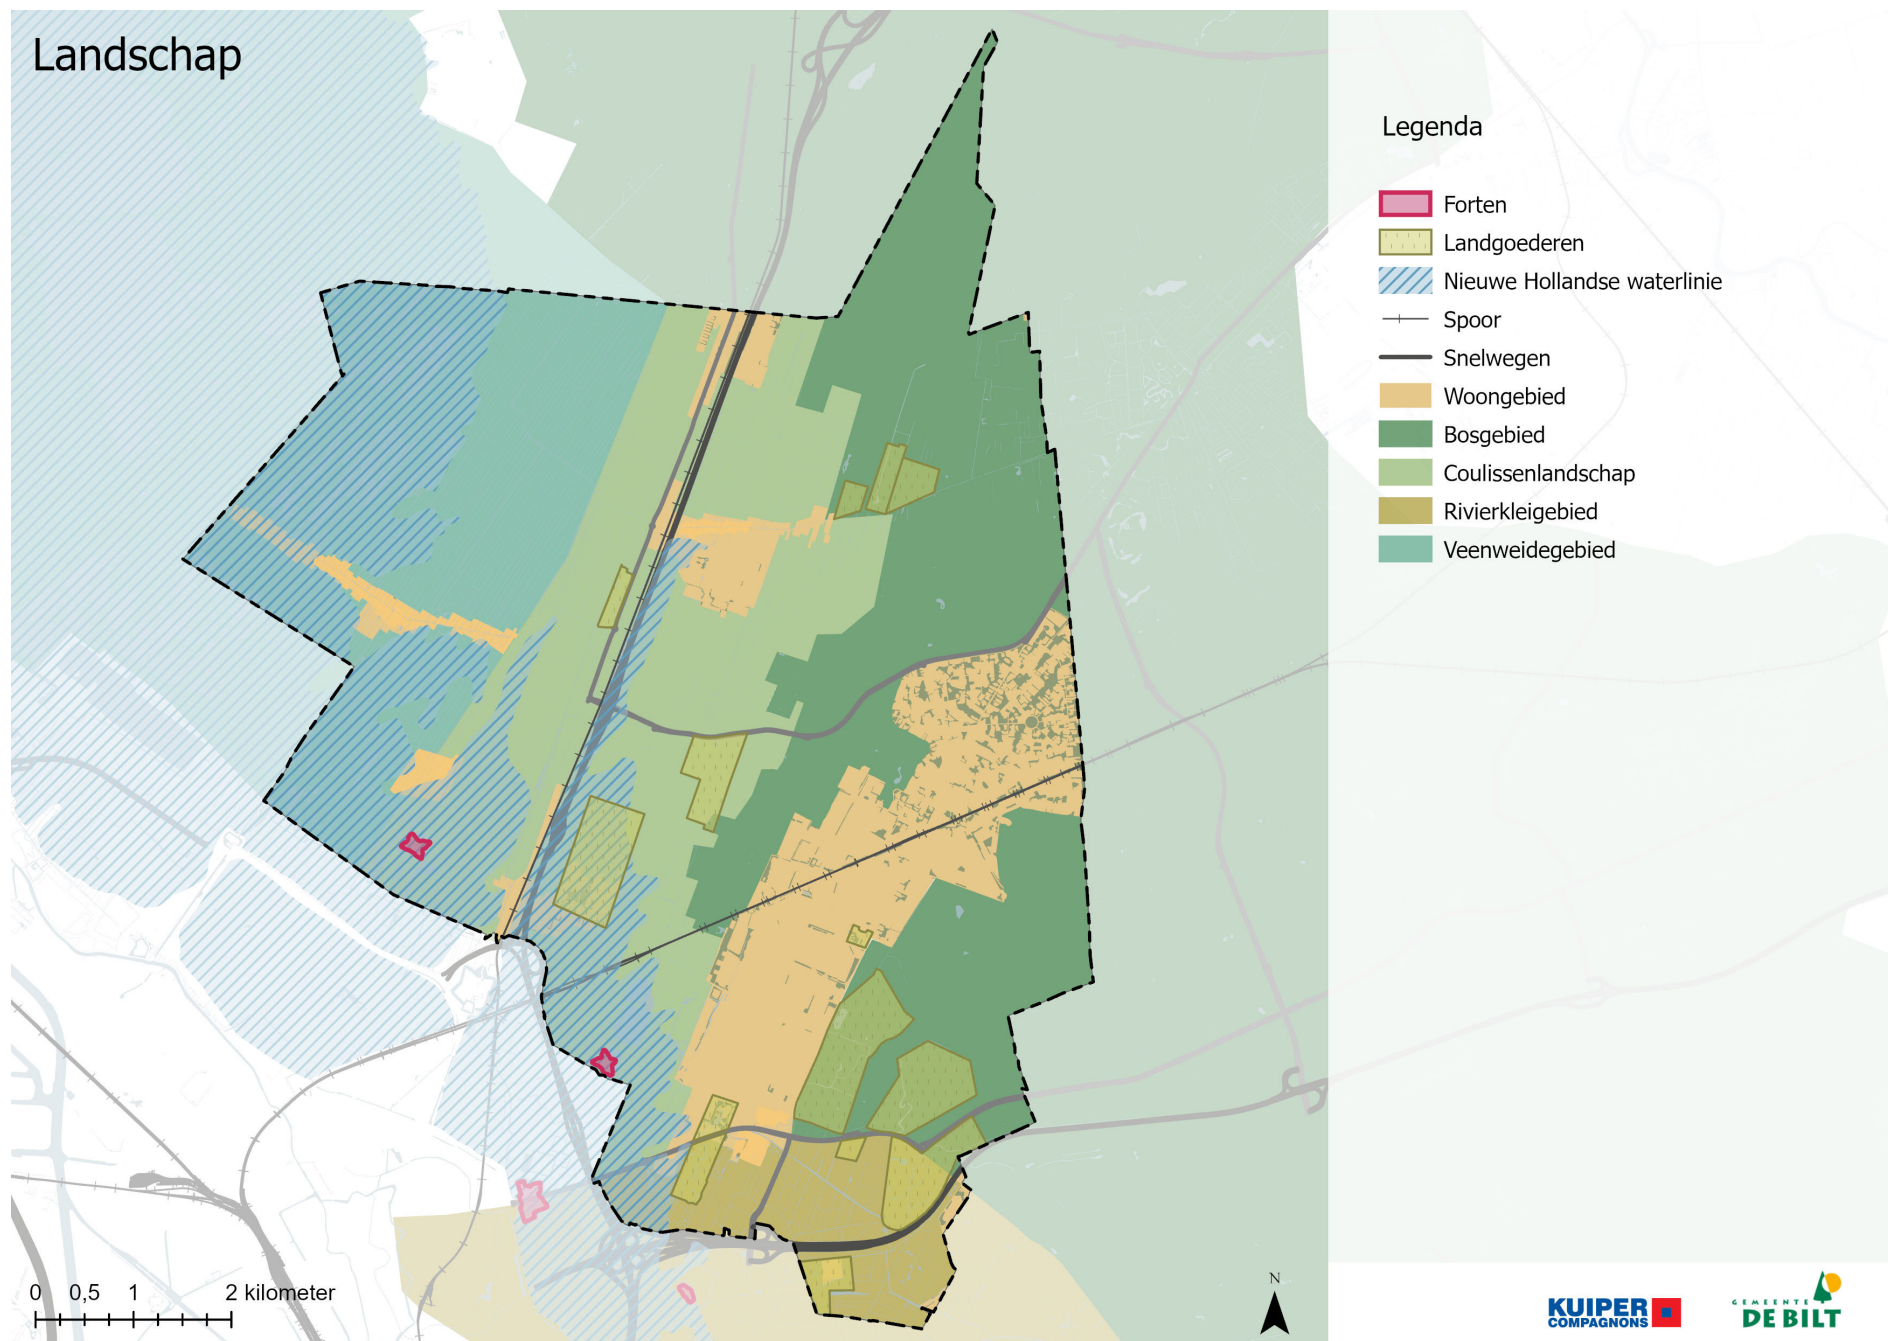 Landschap
Legenda
Forten
Landgoederen
Nieuwe Hollandse waterlinie
Spoor
Snelwegen
Woongebied
Bosgebied
Coulissenlandschap
Rivierkleigebied
Veenweidegebied
0 0,5 1 2 kilometer
N
KUIPER
COMPAGNONS
GEMEENTE
DE BILT